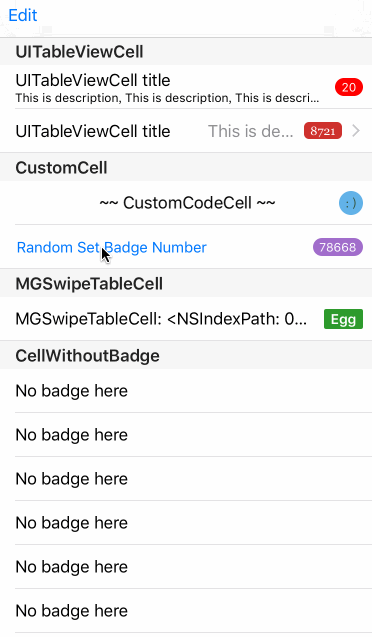 Edit
UITableViewCell
UITableViewCell title
This is description, This is description, This is descri...
20
UITableViewCell title This is de... 8721
CustomCell
~~ CustomCodeCell ~~ : )
Random Set Badge Number 78668
MGSwipeTableCell
MGSwipeTableCell: <NSIndexPath: 0... Egg
CellWithoutBadge
No badge here
No badge here
No badge here
No badge here
No badge here
No badge here